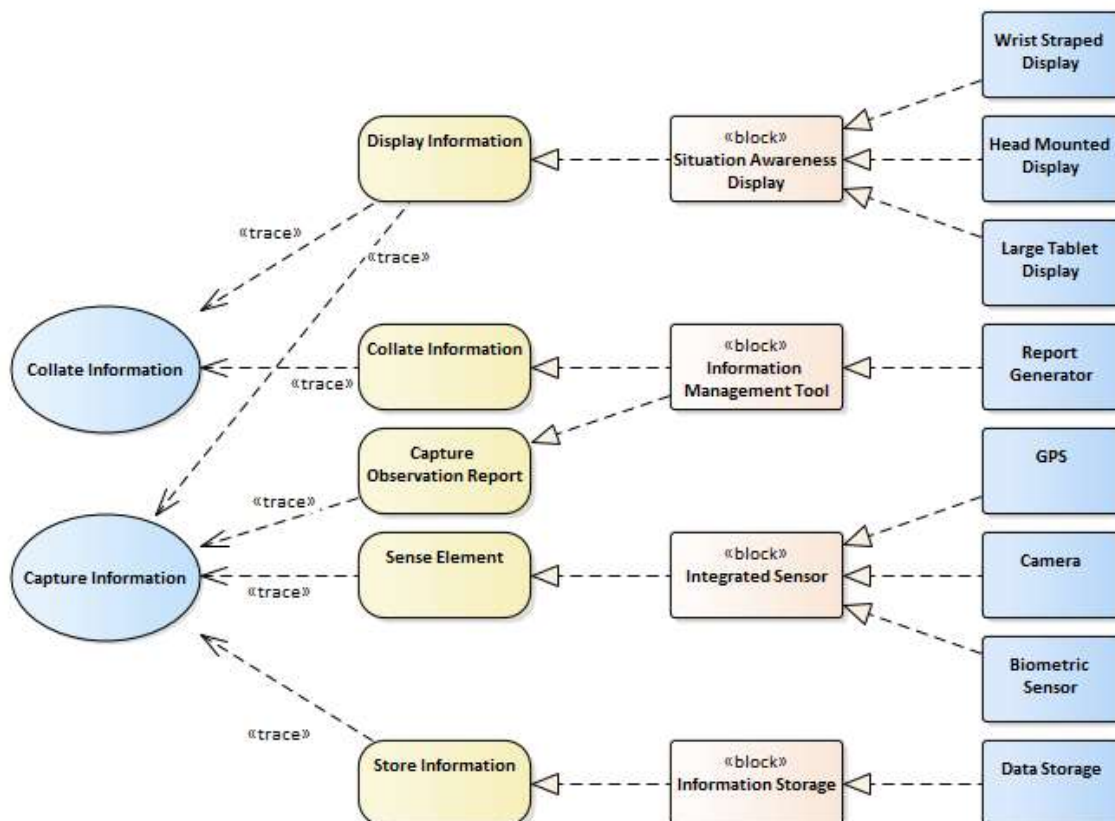 Wrist Straped
Display
«block»
Situation Awareness
Display
Display Information
Head Mounted
Display
«trace»
«trace»
Large Tablet
Display
Collate Information
Collate Information
«trace»
«block»
Information
Management Tool
Report
Generator
Capture
Observation Report
GPS
«trace»
Capture Information
Sense Element
«trace»
«block»
Integrated Sensor
Camera
Biometric
Sensor
«trace»
Store Information
«block»
Information Storage
Data Storage